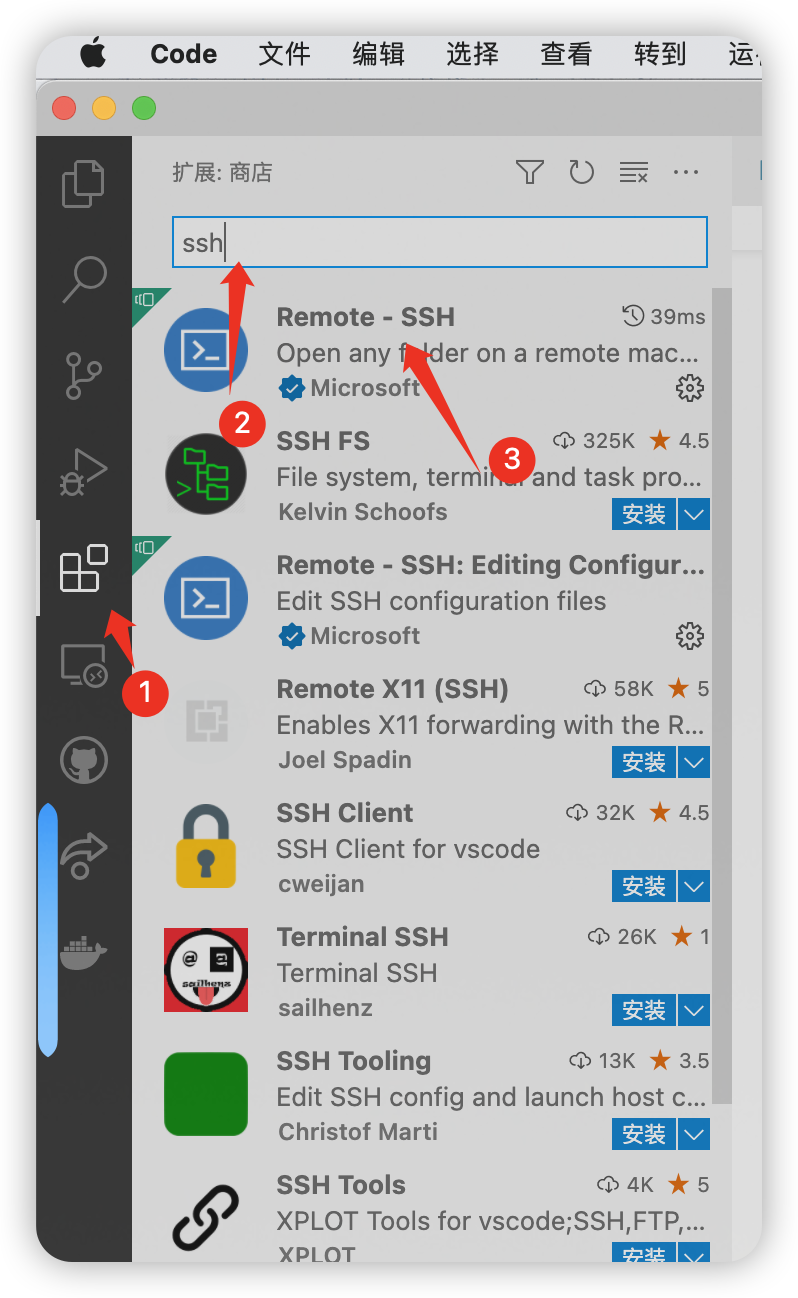 Code 文件 编辑 选择 查看 转到
扩展: 商店
ssh
Remote - SSH 39ms
Open any folder on a remote mac...
Microsoft
2
SSH FS 325K 4.5
3
File system, terminal and task pro...
Kelvin Schoofs 安装
Remote - SSH: Editing Configur...
Edit SSH configuration files
Microsoft
1
Remote X11 (SSH) 58K 5
Enables X11 forwarding with the R...
Joel Spadin 安装
SSH Client 32K 4.5
SSH Client for vscode
cweijan 安装
Terminal SSH 26K 1
@ a
sailhenz
Terminal SSH
sailhenz 安装
SSH Tooling 13K 3.5
Edit SSH config and launch host c...
Christof Marti 安装
SSH Tools 4K 5
XPLOT Tools for vscode;SSH,FTP,...
XPLOT 安装